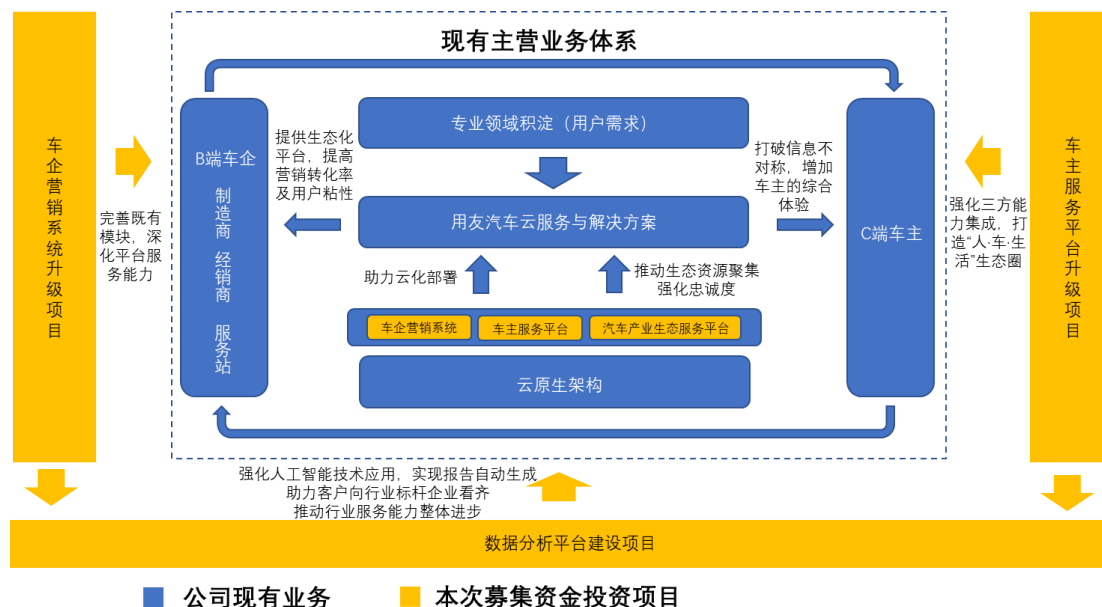 现有主营业务体系
车企营销系统升级项目
完善既有
模块，深
化平台服
务能力
B端车企
制造商
经销商
服务站
提供生态化
平台，提高
营销转化率
及用户粘性
专业领域积淀（用户需求）
用友汽车云服务与解决方案
助力云化部署
推动生态资源聚集
强化忠诚度
车企营销系统
车主服务平台
汽车产业生态服务平台
云原生架构
打破信息不
对称，增加
车主的综合
体验
C端车主
强化三方能
力集成，打
造“人·车·生
活”生态圈
车主服务平台升级项目
强化人工智能技术应用，实现报告自动生成
助力客户向行业标杆企业看齐
推动行业服务能力整体进步
数据分析平台建设项目
公司现有业务
本次募集资金投资项目